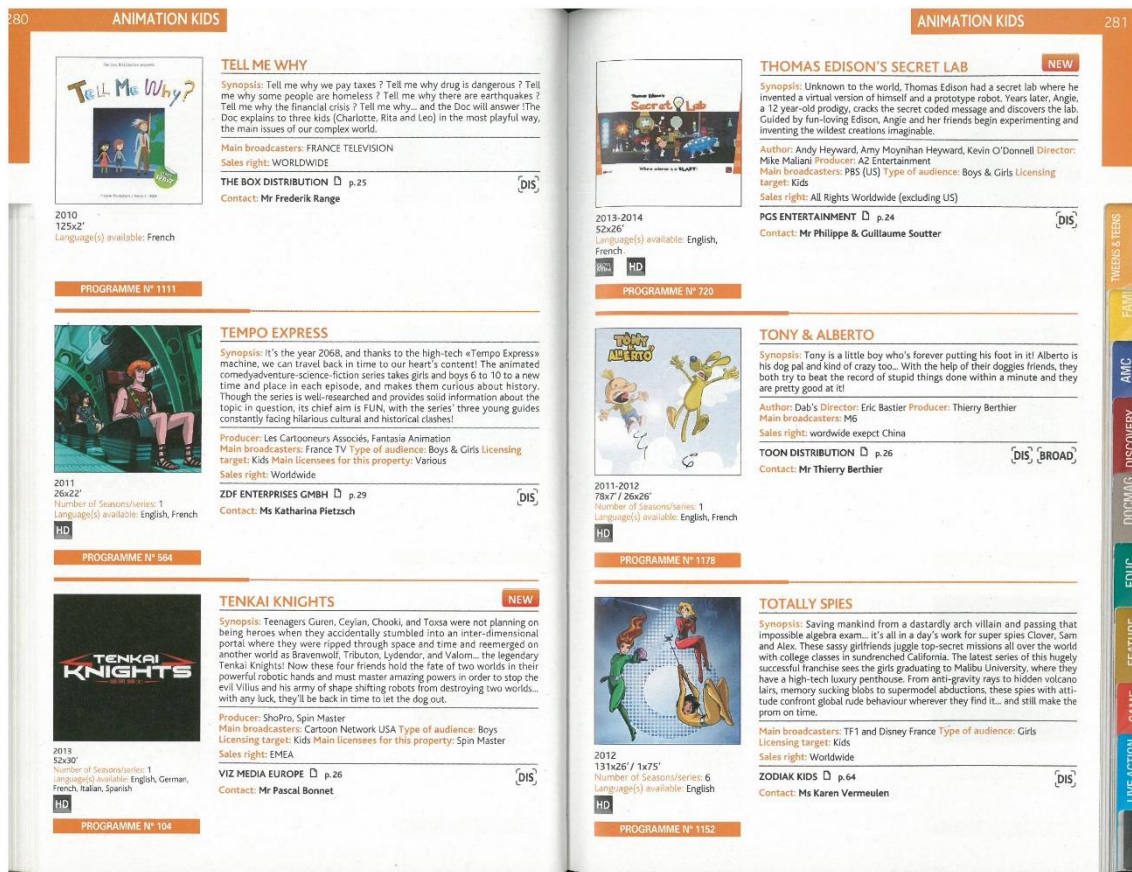 280 ANIMATION KIDS
Tell Me Why?
TELL ME WHY
Synopsis: Tell me why we pay taxes ? Tell me why drug is dangerous ? Tell
me why some people are homeless ? Tell me why there are earthquakes ?
Tell me why the financial crisis ? Tell me why... and the Doc will answer !The
Doc explains to three kids (Charlotte, Rita and Leo) in the most playful way,
the main issues of our complex world.
Main broadcasters: FRANCE TELEVISION
Sales right: WORLDWIDE
THE BOX DISTRIBUTION p.25
[DIS]
Contact: Mr Frederik Range
2010
125x2'
Language(s) available: French
PROGRAMME N° 1111
TEMPO EXPRESS
Synopsis: It's the year 2068, and thanks to the high-tech «Tempo Express»
machine, we can travel back in time to our heart's content! The animated
comedyadventure-science-fiction series takes girls and boys 6 to 10 to a new
time and place in each episode, and makes them curious about history.
Though the series is well-researched and provides solid information about the
topic in question, its chief aim is FUN, with the series' three young guides
constantly facing hilarious cultural and historical clashes!
Producer: Les Cartooneurs Associés, Fantasia Animation
Main broadcasters: France TV Type of audience: Boys & Girls Licensing
target: Kids Main licensees for this property: Various
Sales right: Worldwide
ZDF ENTERPRISES GMBH p.29
[DIS]
Contact: Ms Katharina Pietzsch
2011
26x22'
Number of Seasons/series: 1
Language(s) available: English, French
HD
PROGRAMME N° 564
TENKAI
KNIGHTS
TENKAI KNIGHTS
NEW
Synopsis: Teenagers Guren, Ceylan, Chooki, and Toxsa were not planning on
being heroes when they accidentally stumbled into an inter-dimensional
portal where they were ripped through space and time and reemerged on
another world as Bravenwolf, Tributon, Lydendor, and Valorn... the legendary
Tenkai Knights! Now these four friends hold the fate of two worlds in their
powerful robotic hands and must master amazing powers in order to stop the
evil Vilius and his army of shape shifting robots from destroying two worlds...
with any luck, they'll be back in time to let the dog out.
Producer: ShoPro, Spin Master
Main broadcasters: Cartoon Network USA Type of audience: Boys
Licensing target: Kids Main licensees for this property: Spin Master
Sales right: EMEA
VIZ MEDIA EUROPE p.26
[DIS]
Contact: Mr Pascal Bonnet
2013
52x30'
Number of Seasons/series: 1
Language(s) available: English, German,
French, Italian, Spanish
HD
PROGRAMME N° 104
ANIMATION KIDS 281
Thomas Edison's
Secret Lab
Where science is a BLAST!
THOMAS EDISON'S SECRET LAB
NEW
Synopsis: Unknown to the world, Thomas Edison had a secret lab where he
invented a virtual version of himself and a prototype robot. Years later, Angie,
a 12 year-old prodigy, cracks the secret coded message and discovers the lab.
Guided by fun-loving Edison, Angie and her friends begin experimenting and
inventing the wildest creations imaginable.
Author: Andy Heyward, Amy Moynihan Heyward, Kevin O'Donnell Director:
Mike Maliani Producer: A2 Entertainment
Main broadcasters: PBS (US) Type of audience: Boys & Girls Licensing
target: Kids
Sales right: All Rights Worldwide (excluding US)
PGS ENTERTAINMENT p.24
[DIS]
Contact: Mr Philippe & Guillaume Soutter
2013-2014
52x26'
Language(s) available: English,
French
HD
PROGRAMME N° 720
TONY
& ALBERTO
TONY & ALBERTO
Synopsis: Tony is a little boy who's forever putting his foot in it! Alberto is
his dog pal and kind of crazy too... With the help of their doggies friends, they
both try to beat the record of stupid things done within a minute and they
are pretty good at it!
Author: Dab's Director: Eric Bastier Producer: Thierry Berthier
Main broadcasters: M6
Sales right: wordwide exepct China
TOON DISTRIBUTION p.26
[DIS] [BROAD]
Contact: Mr Thierry Berthier
2011-2012
78x7' / 26x26'
Number of Seasons/series: 1
Language(s) available: English, French
HD
PROGRAMME N° 1178
TOTALLY SPIES
Synopsis: Saving mankind from a dastardly arch villain and passing that
impossible algebra exam... it's all in a day's work for super spies Clover, Sam
and Alex. These sassy girlfriends juggle top-secret missions all over the world
with college classes in sundrenched California. The latest series of this hugely
successful franchise sees the girls graduating to Malibu University, where they
have a high-tech luxury penthouse. From anti-gravity rays to hidden volcano
lairs, memory sucking blobs to supermodel abductions, these spies with atti-
tude confront global rude behaviour wherever they find it... and still make the
prom on time.
Main broadcasters: TF1 and Disney France Type of audience: Girls
Licensing target: Kids
Sales right: Worldwide
ZODIAK KIDS p.64
[DIS]
Contact: Ms Karen Vermeulen
2012
131x26'/ 1x75'
Number of Seasons/series: 6
Language(s) available: English
HD
PROGRAMME N° 1152
TWEENS & TEENS
AMC
DISCOVERY
DOCMAG
EDUC
LIVE ACTION